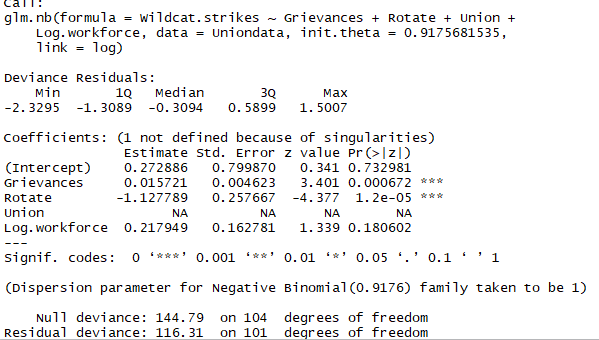 Call:
glm.nb(formula = Wildcat.strikes ~ Grievances + Rotate + Union +
    Log.workforce, data = Uniondata, init.theta = 0.9175681535,
    link = log)
Deviance Residuals:
    Min      1Q  Median      3Q     Max
-2.3295 -1.3089 -0.3094  0.5899  1.5007
Coefficients: (1 not defined because of singularities)
               Estimate Std. Error z value Pr(>|z|)
(Intercept)    0.272886   0.799870   0.341 0.732981
Grievances     0.015721   0.004623   3.401 0.000672 ***
Rotate        -1.127789   0.257667  -4.377  1.2e-05 ***
Union                NA         NA      NA       NA
Log.workforce  0.217949   0.162781   1.339 0.180602
---
Signif. codes:  0 ‘***’ 0.001 ‘**’ 0.01 ‘*’ 0.05 ‘.’ 0.1 ‘ ’ 1
(Dispersion parameter for Negative Binomial(0.9176) family taken to be 1)
    Null deviance: 144.79  on 104  degrees of freedom
Residual deviance: 116.31  on 101  degrees of freedom